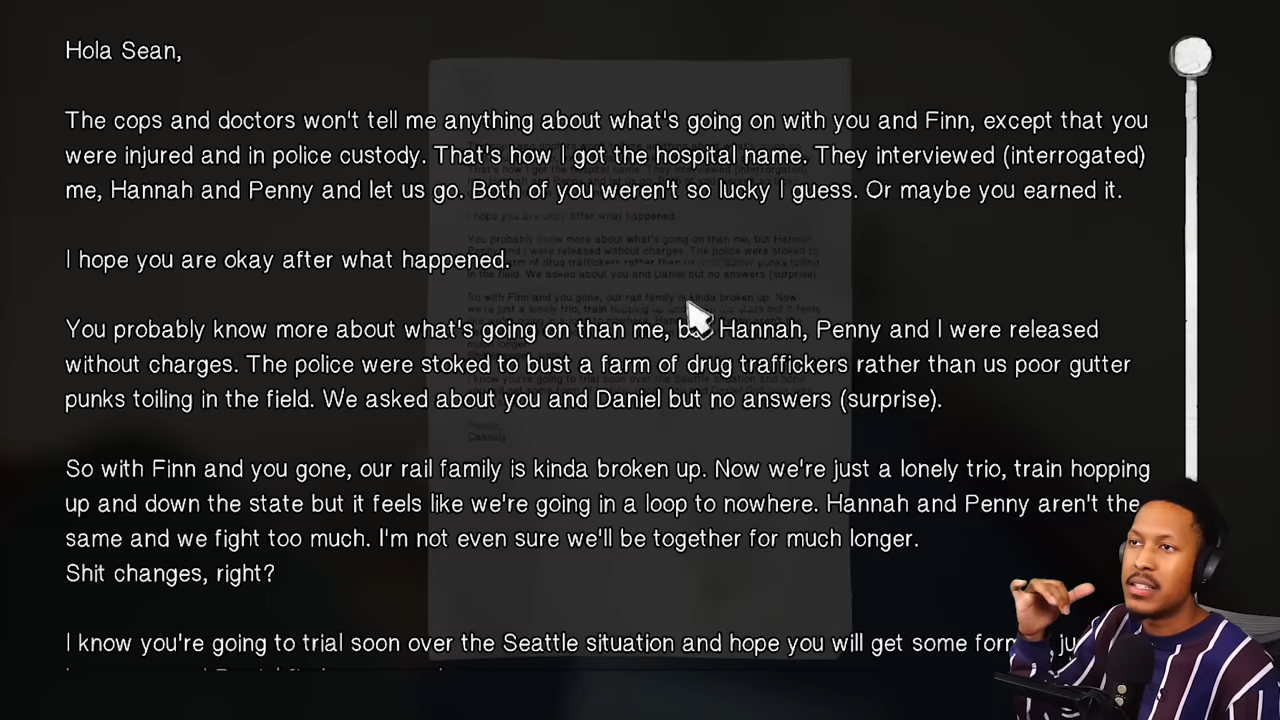 Hola Sean,
The cops and doctors won't tell me anything about what's going on with you and Finn, except that you
were injured and in police custody. That's how I got the hospital name. They interviewed (interrogated)
me, Hannah and Penny and let us go. Both of you weren't so lucky I guess. Or maybe you earned it.
I hope you are okay after what happened.
You probably know more about what's going on than me, but Hannah, Penny and I were released
without charges. The police were stoked to bust a farm of drug traffickers rather than us poor gutter
punks toiling in the field. We asked about you and Daniel but no answers (surprise).
So with Finn and you gone, our rail family is kinda broken up. Now we're just a lonely trio, train hopping
up and down the state but it feels like we're going in a loop to nowhere. Hannah and Penny aren't the
same and we fight too much. I'm not even sure we'll be together for much longer.
Shit changes, right?
I know you're going to trial soon over the Seattle situation and hope you will get some
Cassidy